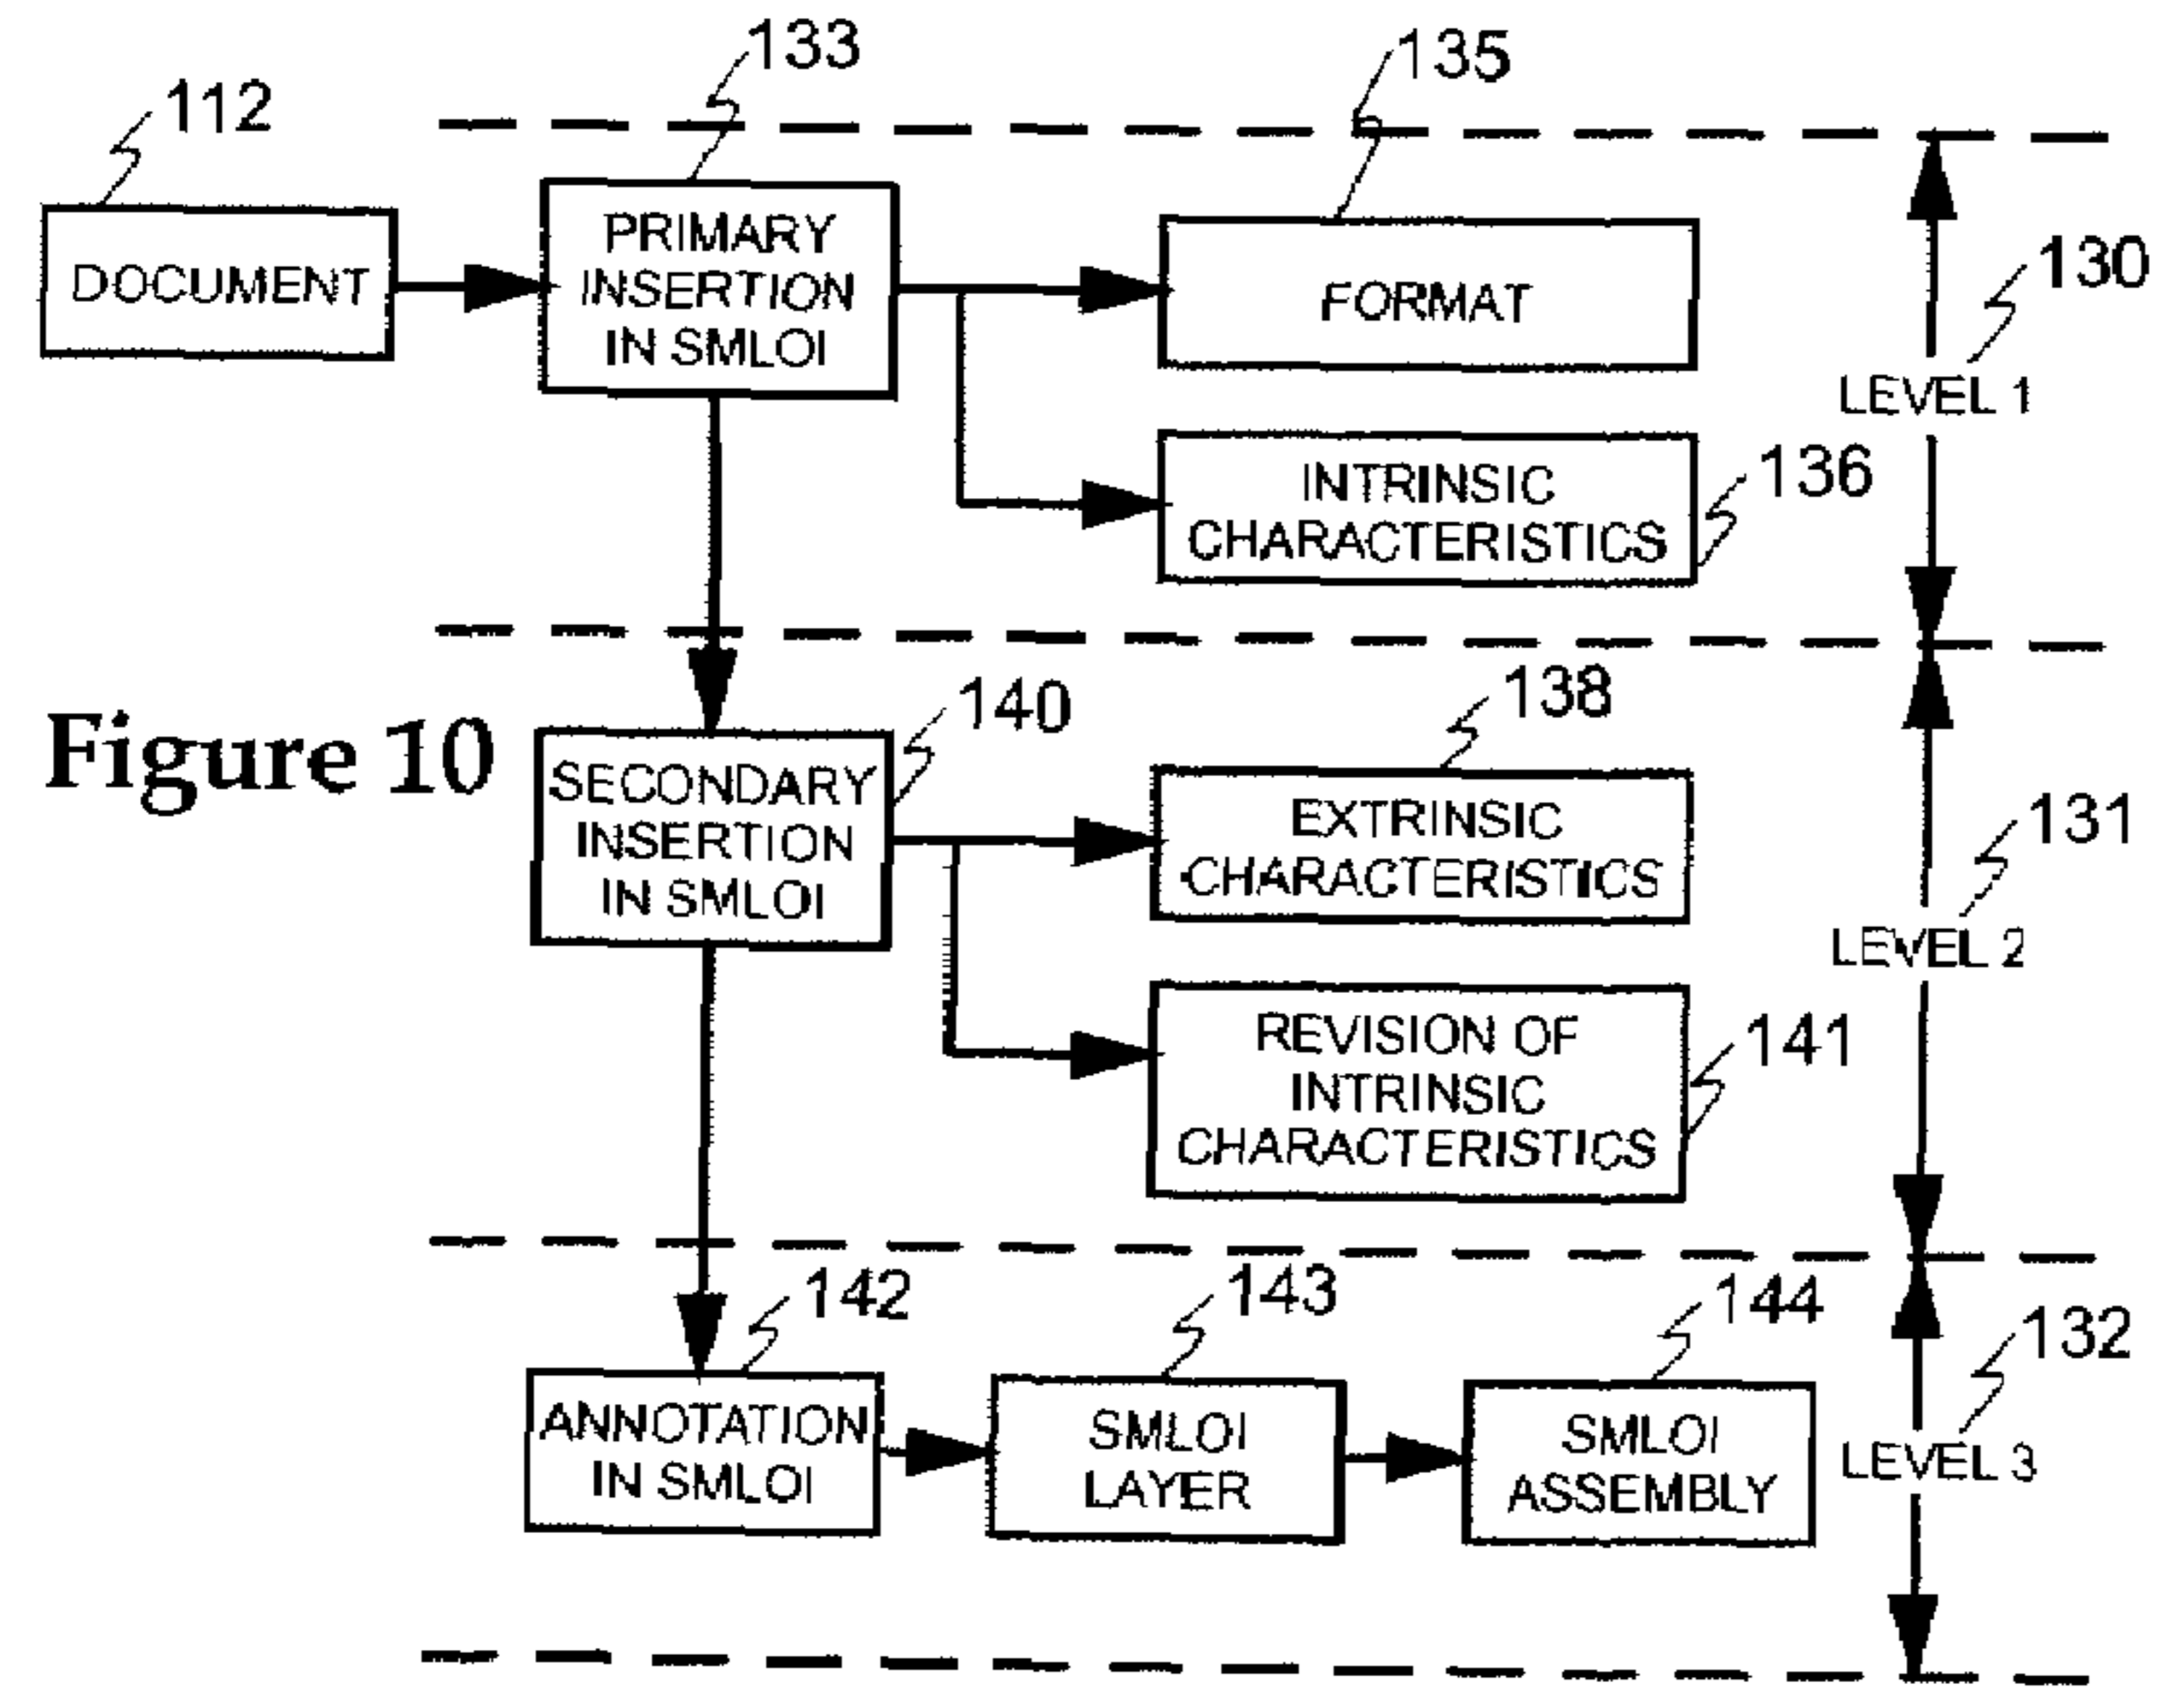 133
135
112
PRIMARY
INSERTION
IN SMLOI
DOCUMENT
FORMAT
130
LEVEL 1
INTRINSIC
CHARACTERISTICS
136
138
140
Figure 10
SECONDARY
INSERTION
IN SMLOI
EXTRINSIC
CHARACTERISTICS
131
LEVEL 2
REVISION OF
INTRINSIC
CHARACTERISTICS
141
142
143
144
132
ANNOTATION
IN SMLOI
SMLOI
LAYER
SMLOI
ASSEMBLY
LEVEL 3